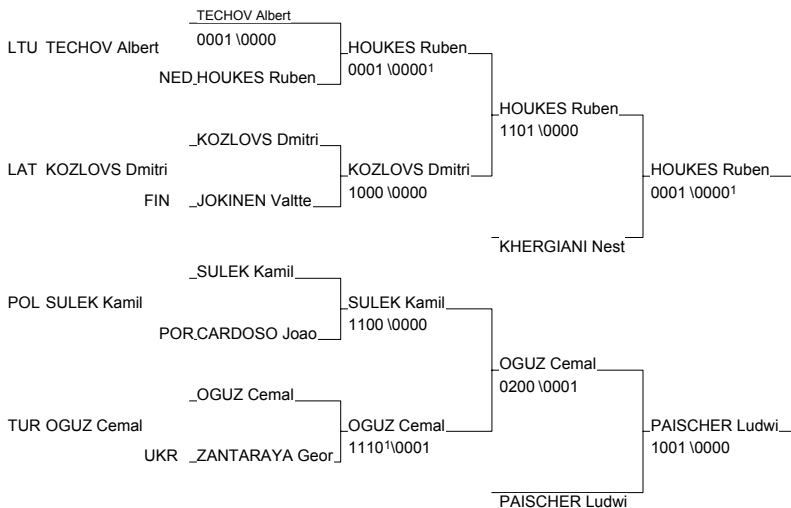 TECHOV Albert
0001 \0000
LTU TECHOV Albert
HOUKES Ruben
0001 \0000¹
NED HOUKES Ruben
HOUKES Ruben
1101 \0000
KOZLOVS Dmitri
LAT KOZLOVS Dmitri
KOZLOVS Dmitri
1000 \0000
HOUKES Ruben
0001 \0000¹
FIN JOKINEN Valtte
KHERGIANI Nest
SULEK Kamil
POL SULEK Kamil
SULEK Kamil
1100 \0000
POR CARDOSO Joao
OGUZ Cemal
0200 \0001
OGUZ Cemal
TUR OGUZ Cemal
OGUZ Cemal
1110¹\0001
PAISCHER Ludwi
1001 \0000
UKR ZANTARAYA Geor
PAISCHER Ludwi